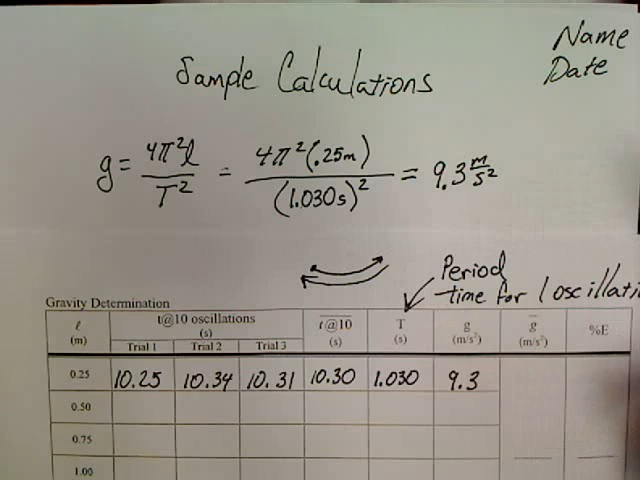 Name
Date
Sample Calculations
g = 4π²l / T² = 4π²(.25m) / (1.030s)² = 9.3 m/s²
Period
time for 1 oscillati
Gravity Determination
ℓ (m) t@10 oscillations (s) t@10 (s) T (s) g (m/s²) g (m/s²) %E
Trial 1 Trial 2 Trial 3
0.25 10.25 10.34 10.31 10.30 1.030 9.3
0.50
0.75
1.00